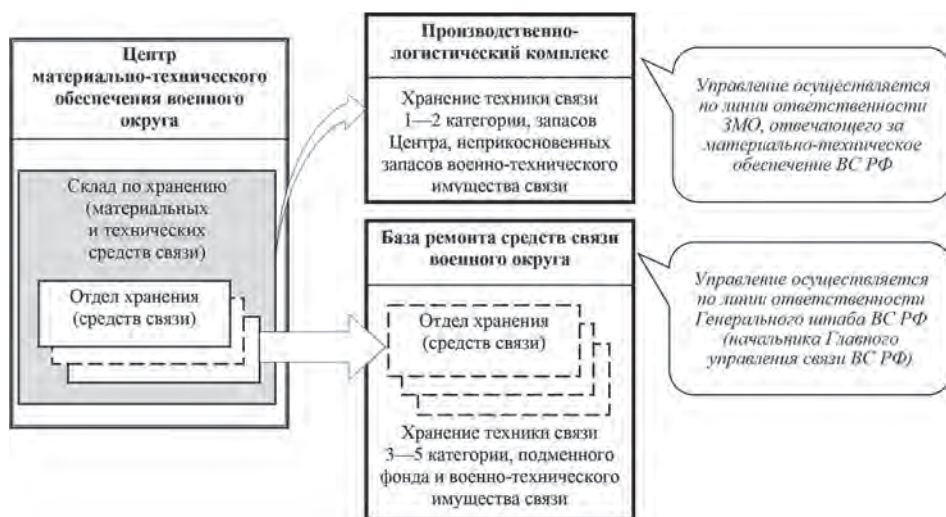 Центр
материально-технического
обеспечения военного
округа
Склад по хранению
(материальных
и технических
средств связи)
Отдел хранения
(средств связи)
Производственно-
логистический комплекс
Хранение техники связи
1—2 категории, запасов
Центра, неприкосновенных
запасов военно-технического
имущества связи
База ремонта средств связи
военного округа
Отдел хранения
(средств связи)
Хранение техники связи
3—5 категории, подменного
фонда и военно-технического
имущества связи
Управление осуществляется
по линии ответственности
ЗМО, отвечающего за
материально-техническое
обеспечение ВС РФ
Управление осуществляется
по линии ответственности
Генерального штаба ВС РФ
(начальника Главного
управления связи ВС РФ)